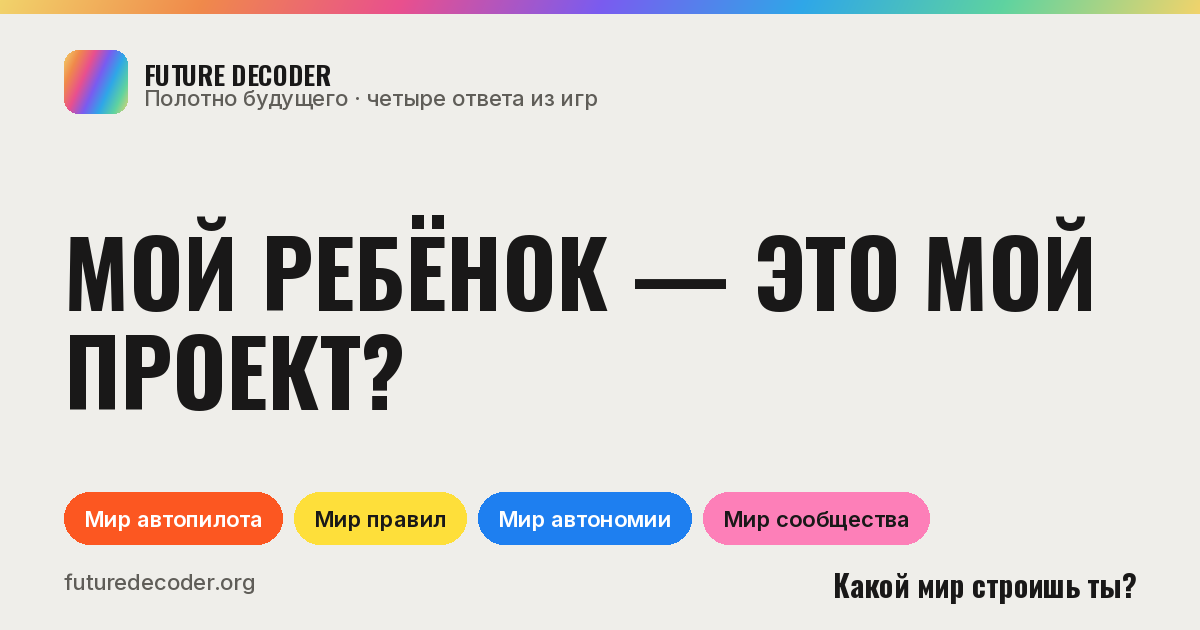 FUTURE DECODER
Полотно будущего · четыре ответа из игр
МОЙ РЕБЁНОК — ЭТО МОЙ
ПРОЕКТ?
Мир автопилота
Мир правил
Мир автономии
Мир сообщества
futuredecoder.org
Какой мир строишь ты?